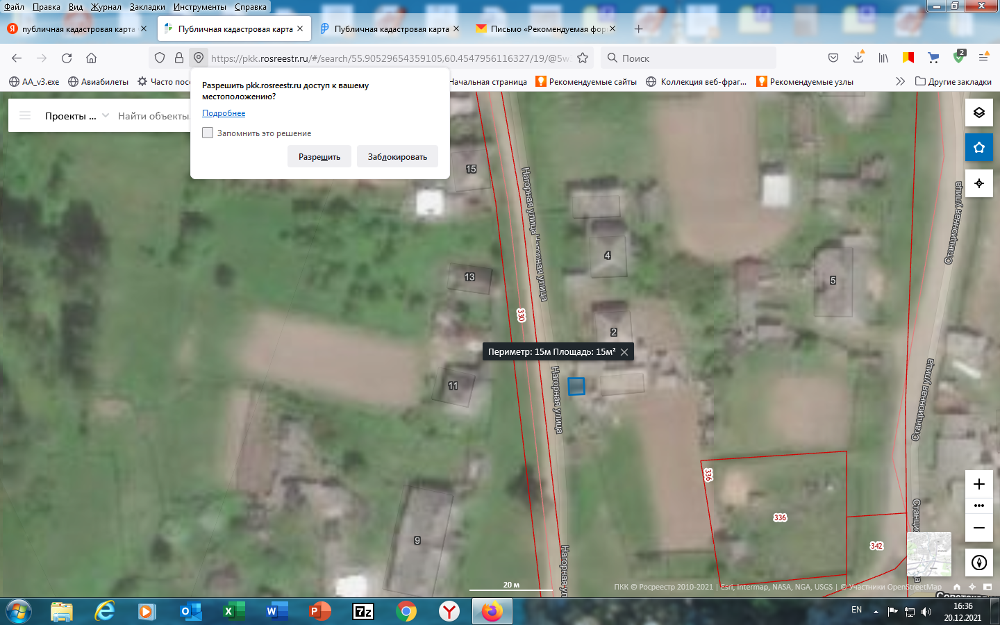 Файл Правка Вид Журнал Закладки Инструменты Справка
публичная кадастровая карта
Публичная кадастровая карта
Публичная кадастровая карта
Письмо «Рекомендуемая фор
https://pkk.rosreestr.ru/#/search/55.90529654359105,60.4547956116327/19/@5w
Поиск
2
AA_v3.exe
Авиабилеты
Часто посе
Начальная страница
Рекомендуемые сайты
Коллекция веб-фраг...
Рекомендуемые узлы
Другие закладки
Разрешить pkk.rosreestr.ru доступ к вашему
местоположению?
Подробнее
Запомнить это решение
Разрешить
Заблокировать
Проекты ...
Найти объекты.
15
Нагорная улица
Нагорная улица
Станционная улица
4
13
5
330
2
Периметр: 15м Площадь: 15м²
11
Нагорная улица
Станционная улица
336
336
9
342
Нагорная ул
20 м
ПКК © Росреестр 2010-2021 | Esri, Intermap, NASA, NGA, USGS | © Участники OpenStreetMap
EN
16:36
20.12.2021